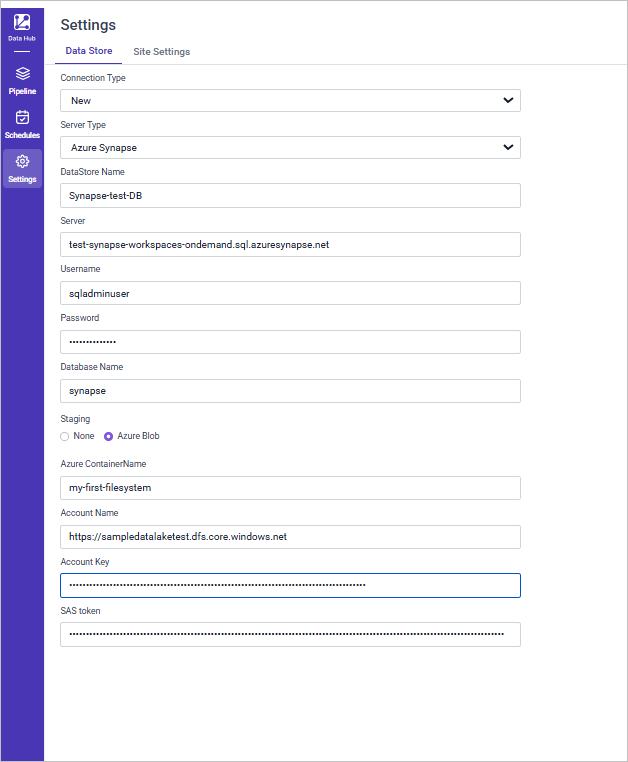 Data Hub
Pipeline
Schedules
Settings
Settings
Data Store Site Settings
Connection Type
New
Server Type
Azure Synapse
DataStore Name
Synapse-test-DB
Server
test-synapse-workspaces-ondemand.sql.azuresynapse.net
Username
sqladminuser
Password
Database Name
synapse
Staging
None Azure Blob
Azure ContainerName
my-first-filesystem
Account Name
https://sampledatalaketest.dfs.core.windows.net
Account Key
SAS token